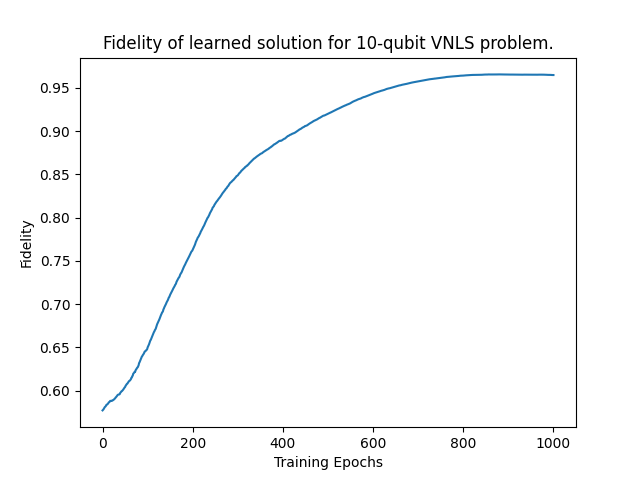 Fidelity of learned solution for 10-qubit VNLS problem.
0.95
0.90
0.85
0.80
0.75
0.70
0.65
0.60
Fidelity
0 200 400 600 800 1000
Training Epochs